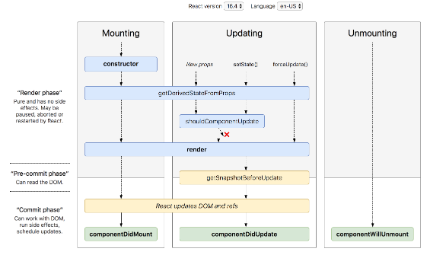 React version 16.4 Language en-US
Mounting Updating Unmounting
constructor New props setState() forceUpdate()
"Render phase"
Pure and has no side
effects. May be
paused, aborted or
restarted by React.
getDerivedStateFromProps
shouldComponentUpdate
render
"Pre-commit phase"
Can read the DOM.
getSnapshotBeforeUpdate
"Commit phase"
Can work with DOM,
run side effects,
schedule updates.
React updates DOM and refs
componentDidMount componentDidUpdate componentWillUnmount